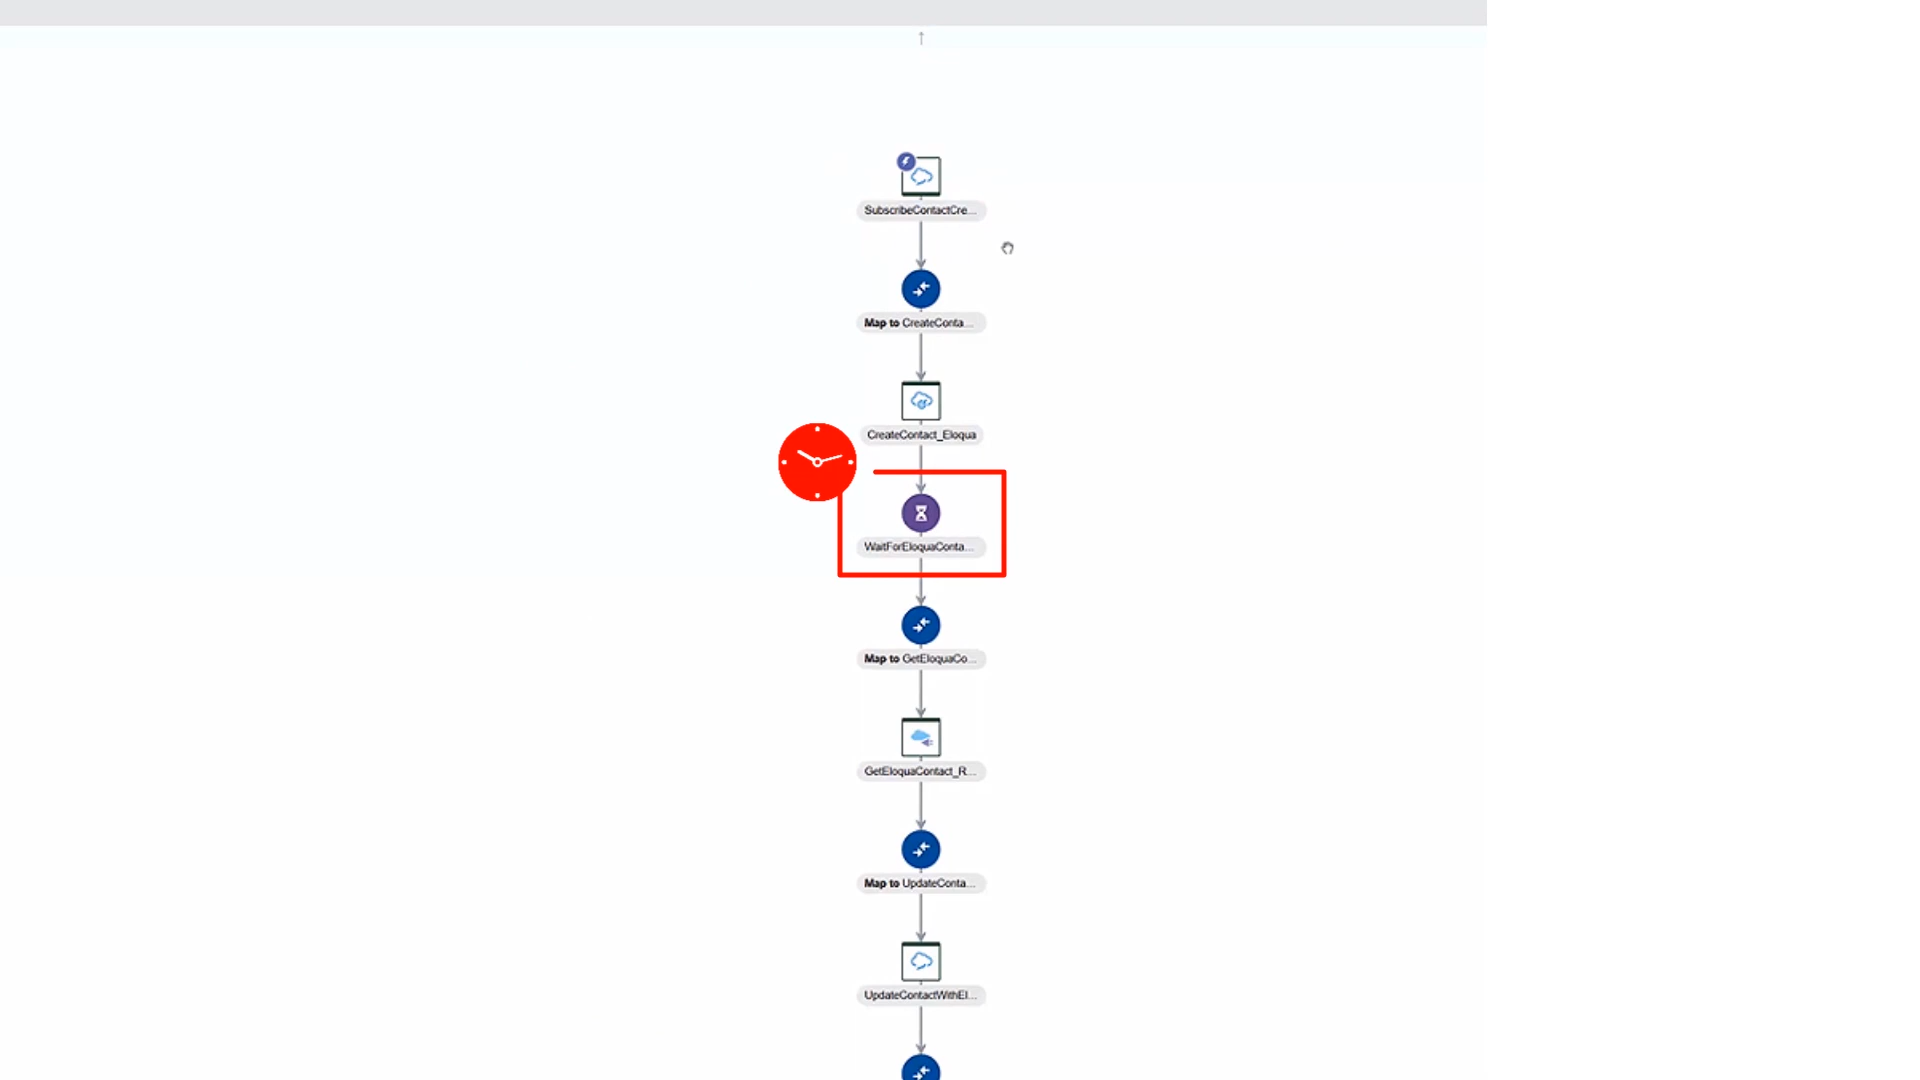 SubscribeContactCre...
Map to CreateConta...
CreateContact_Eloqua
WaitForEloquaConta...
Map to GetEloquaCo...
GetEloquaContact_R...
Map to UpdateConta...
UpdateContactWithEl...